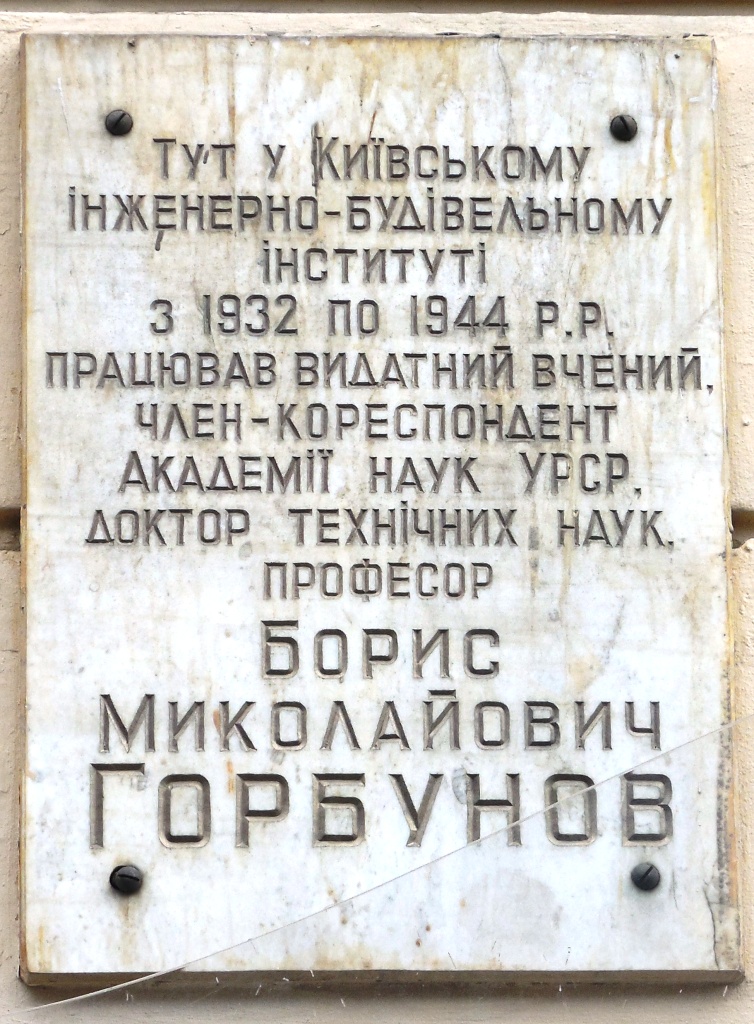 Тут у Київському
інженерно-будівельному
інституті
з 1932 по 1944 р.р.
працював видатний вчений,
член-кореспондент
Академії наук УРСР,
доктор технічних наук,
професор
Борис
Миколайович
Горбунов